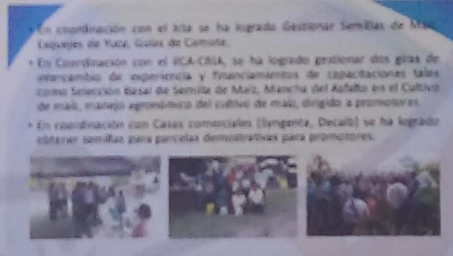 • En coordinación con el Icta se ha logrado Gestionar Semillas de Maíz,
Esquejes de Yuca, Guías de Camote.
• En Coordinación con el IICA-CRIA, se ha logrado gestionar dos giras de
intercambio de experiencia y financiamientos de capacitaciones tales
como Selección Basal de Semilla de Maíz, Mancha del Asfalto en el Cultivo
de maíz, manejo agronómico del cultivo de maíz, dirigido a promotores.
• En coordinación con Casas comerciales (Syngenta, Decalb) se ha logrado
obtener semillas para parcelas demostrativas para promotores.